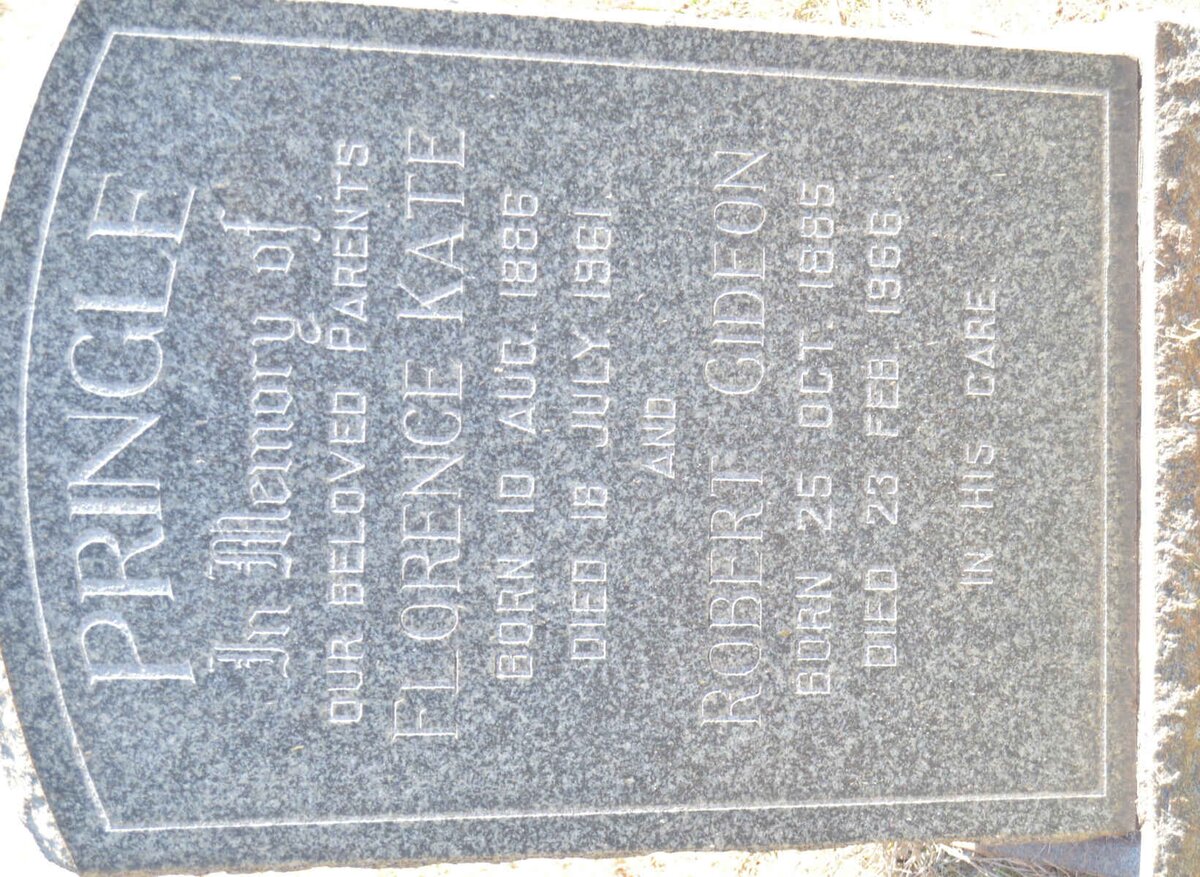 PRINGLE
In Memory of
OUR BELOVED PARENTS
FLORENCE KATE
BORN 10 AUG. 1886
DIED 18 JULY 1961.
AND
ROBERT GIDEON
BORN 25 OCT. 1885
DIED 23 FEB. 1966.
IN HIS CARE